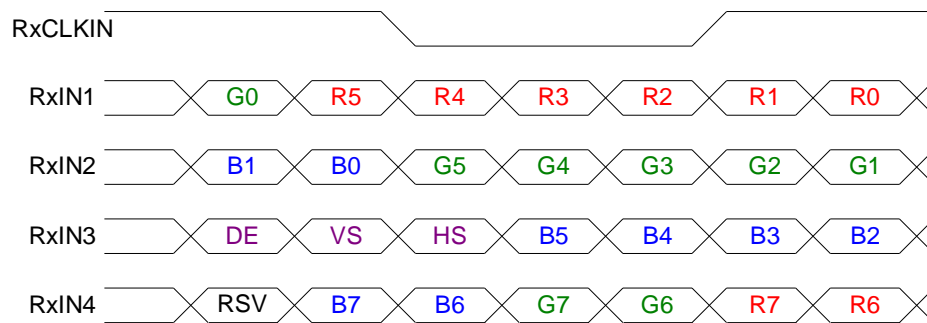 RxCLKIN
RxIN1 G0 R5 R4 R3 R2 R1 R0
RxIN2 B1 B0 G5 G4 G3 G2 G1
RxIN3 DE VS HS B5 B4 B3 B2
RxIN4 RSV B7 B6 G7 G6 R7 R6